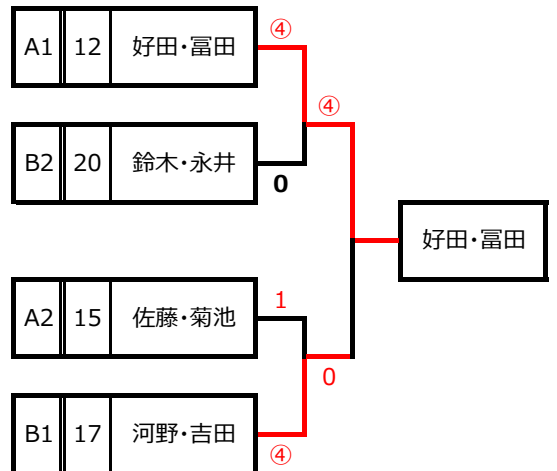 A1 12 好田・冨田 ④
④
B2 20 鈴木・永井 0
好田・冨田
A2 15 佐藤・菊池 1
0
B1 17 河野・吉田 ④